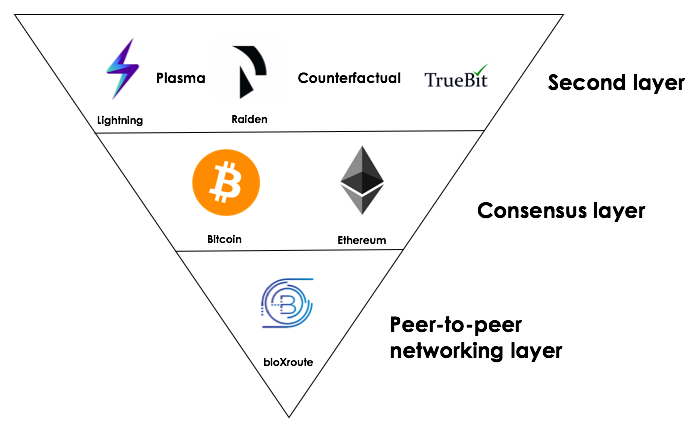 Plasma
Counterfactual
TrueBit
Second layer
Lightning
Raiden
Consensus layer
Bitcoin
Ethereum
Peer-to-peer
networking layer
bloXroute